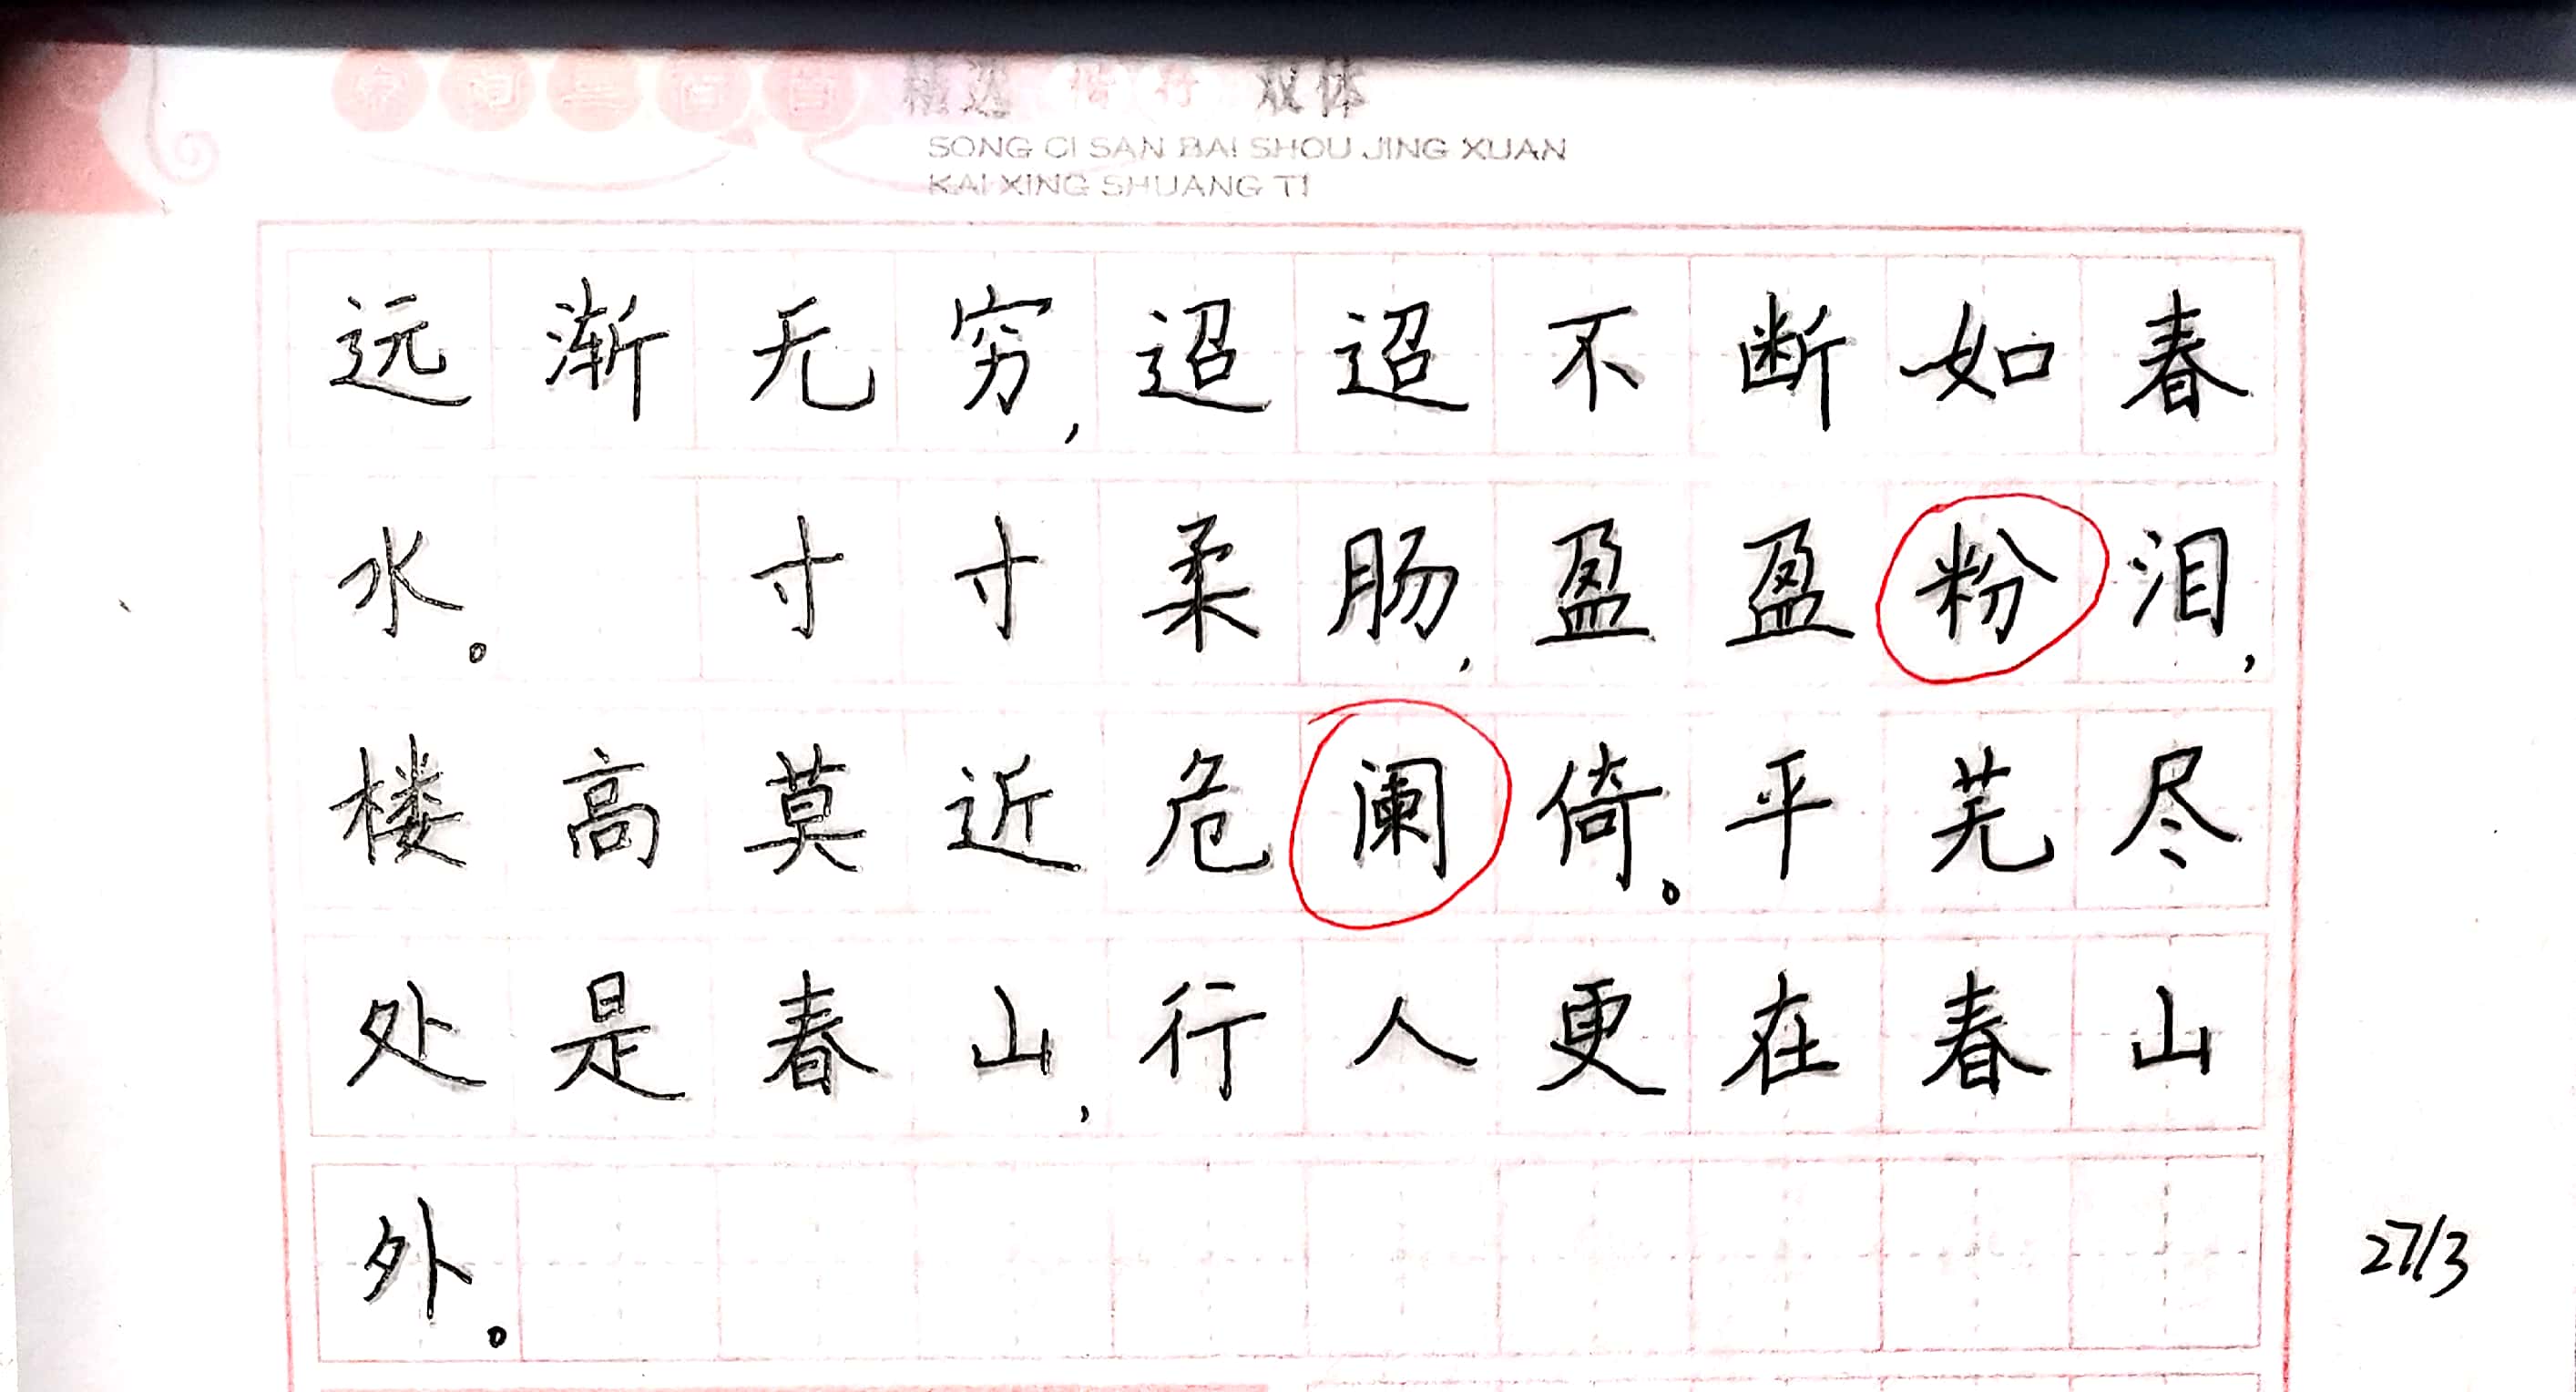 宋词三百首 精选 楷行 双体
SONG CI SAN BAI SHOU JING XUAN
KAI XING SHUANG TI
远渐无穷,迢迢不断如春
水。 寸寸柔肠,盈盈粉泪,
楼高莫近危阑倚。平芜尽
处是春山,行人更在春山
外。
27/3